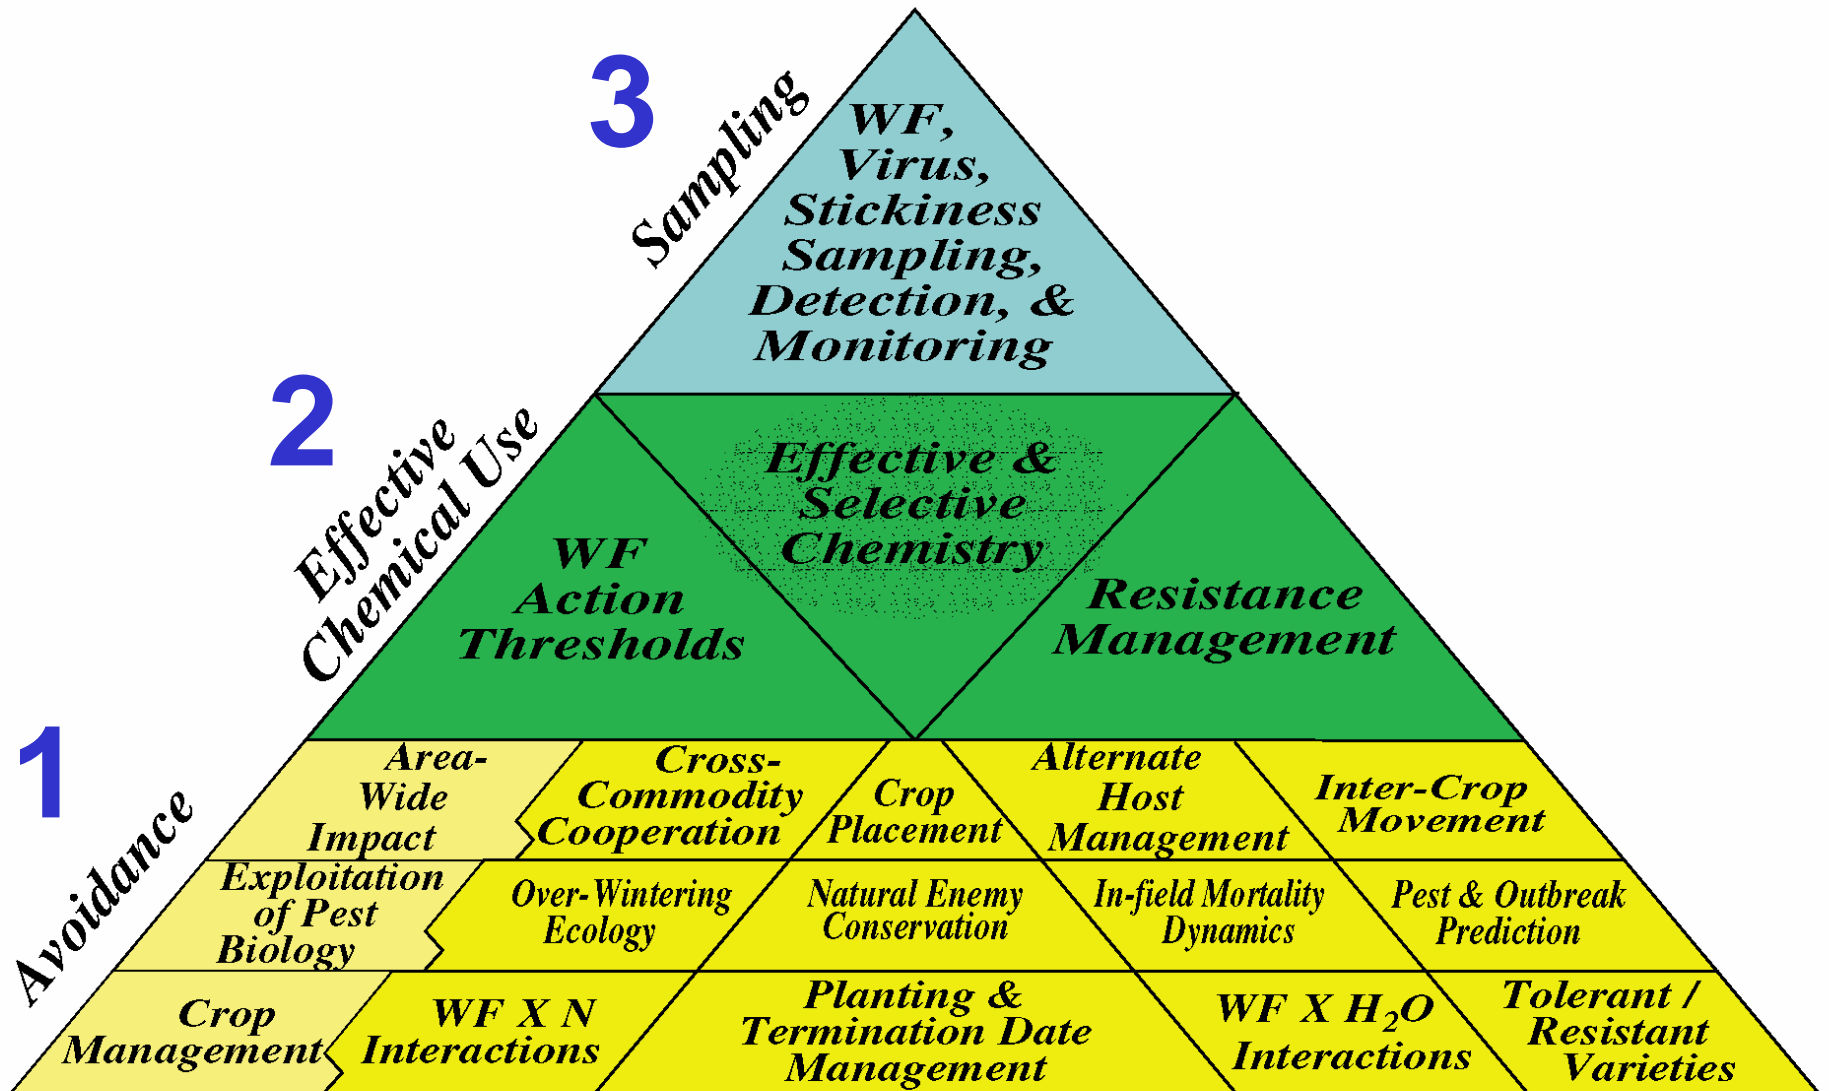 3
Sampling
WF,
Virus,
Stickiness
Sampling,
Detection, &
Monitoring
2
Effective
Chemical Use
WF
Action
Thresholds
Effective &
Selective
Chemistry
Resistance
Management
1
Avoidance
Area-
Wide
Impact
Cross-
Commodity
Cooperation
Crop
Placement
Alternate
Host
Management
Inter-Crop
Movement
Exploitation
of Pest
Biology
Over-Wintering
Ecology
Natural Enemy
Conservation
In-field Mortality
Dynamics
Pest & Outbreak
Prediction
Crop
Management
WF X N
Interactions
Planting &
Termination Date
Management
WF X H₂O
Interactions
Tolerant /
Resistant
Varieties